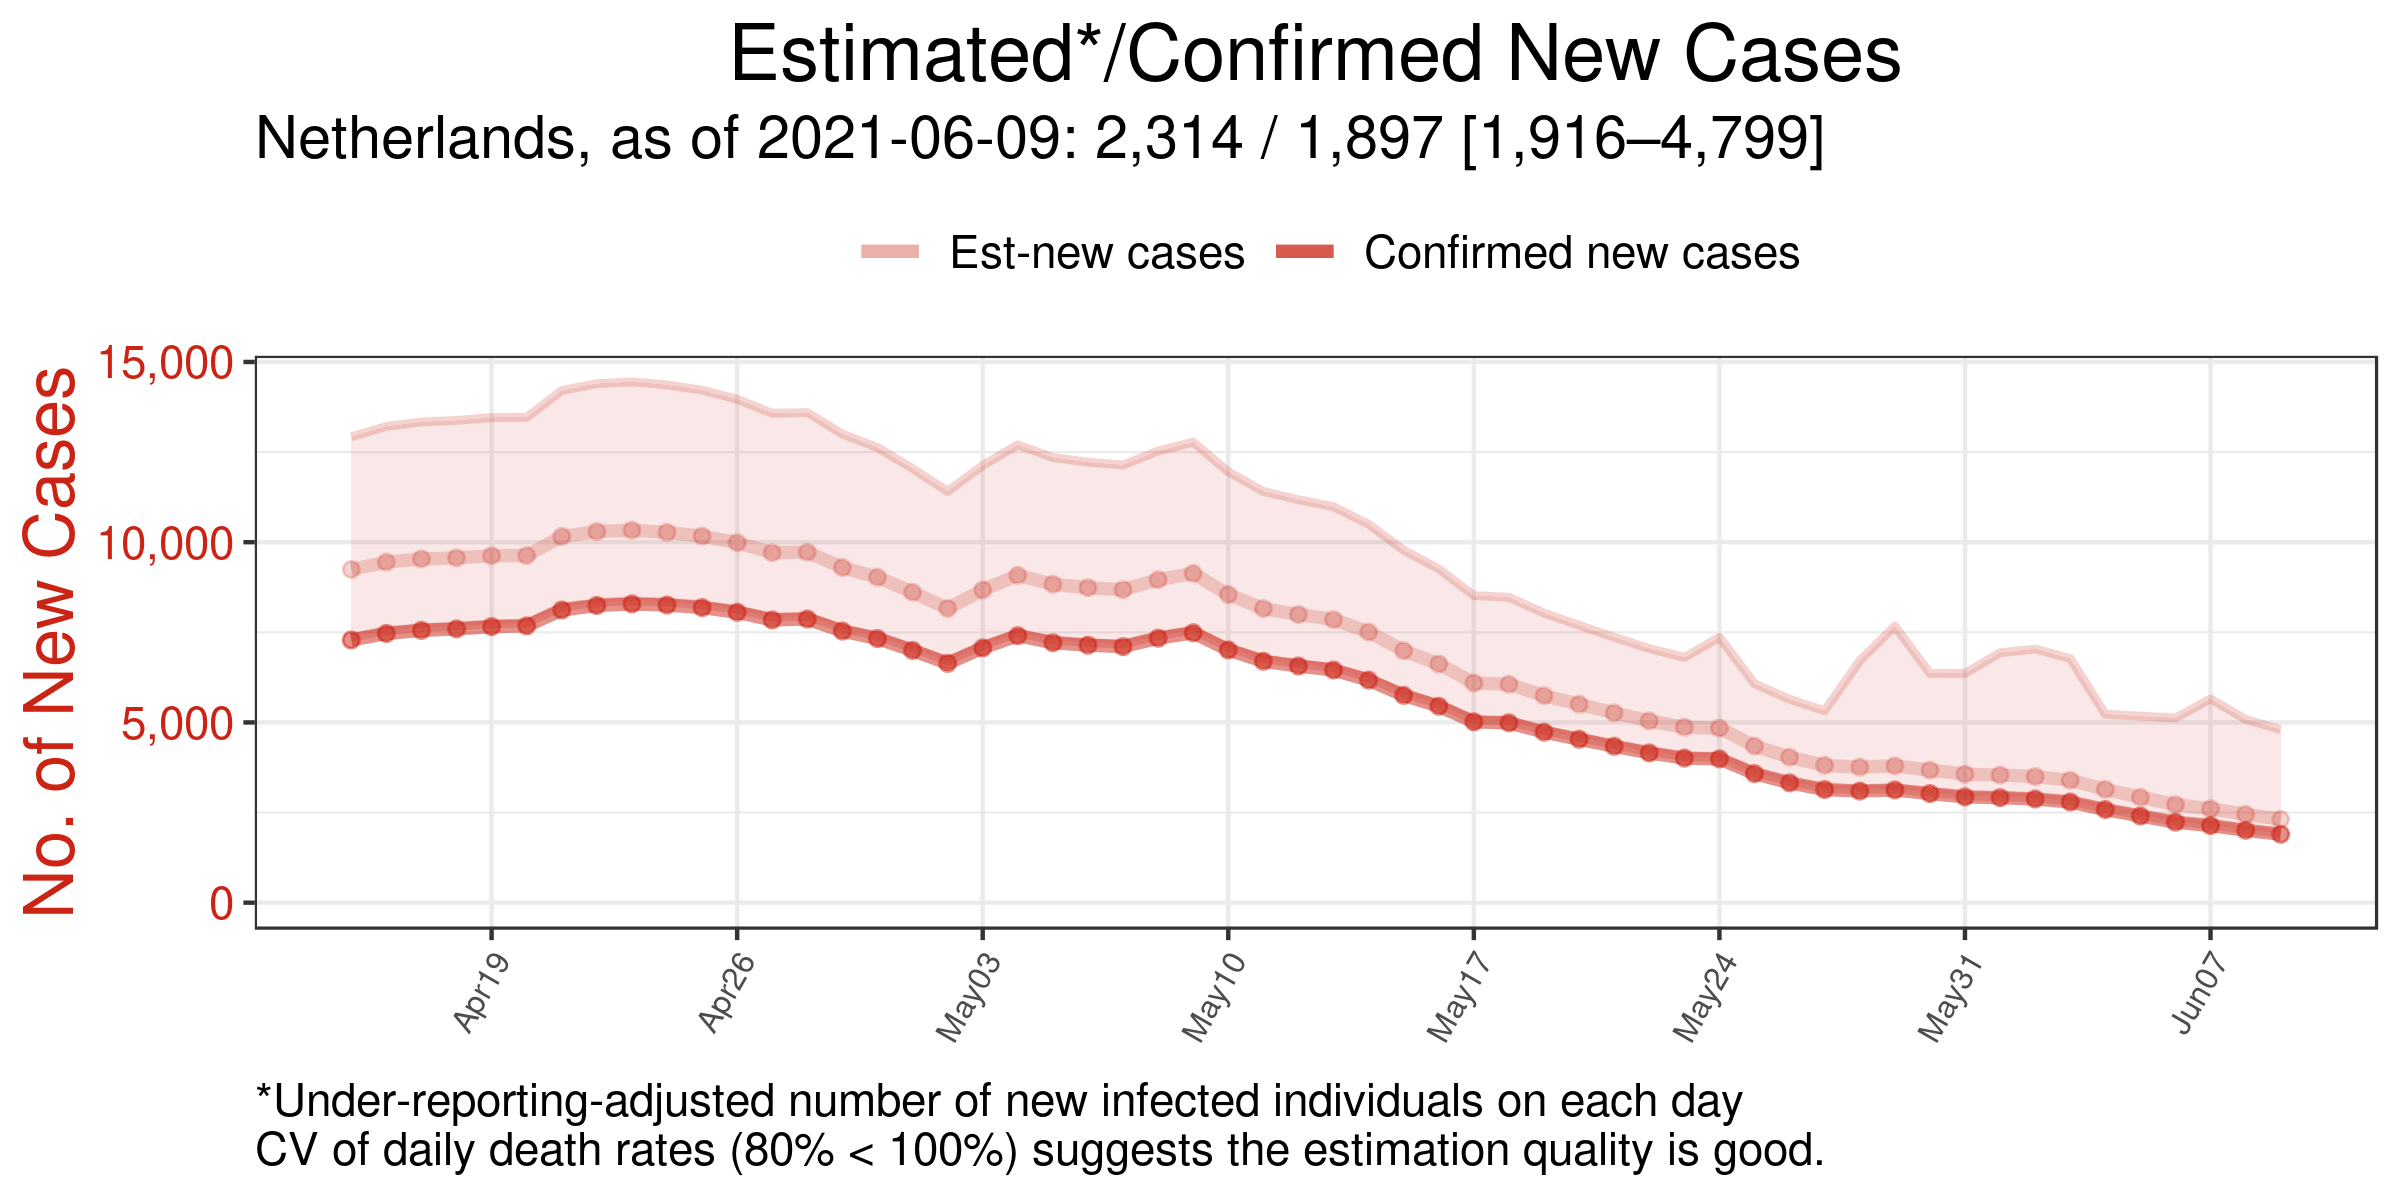 Estimated*/Confirmed New Cases
Netherlands, as of 2021-06-09: 2,314 / 1,897 [1,916–4,799]
Est-new cases
Confirmed new cases
No. of New Cases
15,000
10,000
5,000
0
Apr19
Apr26
May03
May10
May17
May24
May31
Jun07
*Under-reporting-adjusted number of new infected individuals on each day
CV of daily death rates (80% < 100%) suggests the estimation quality is good.